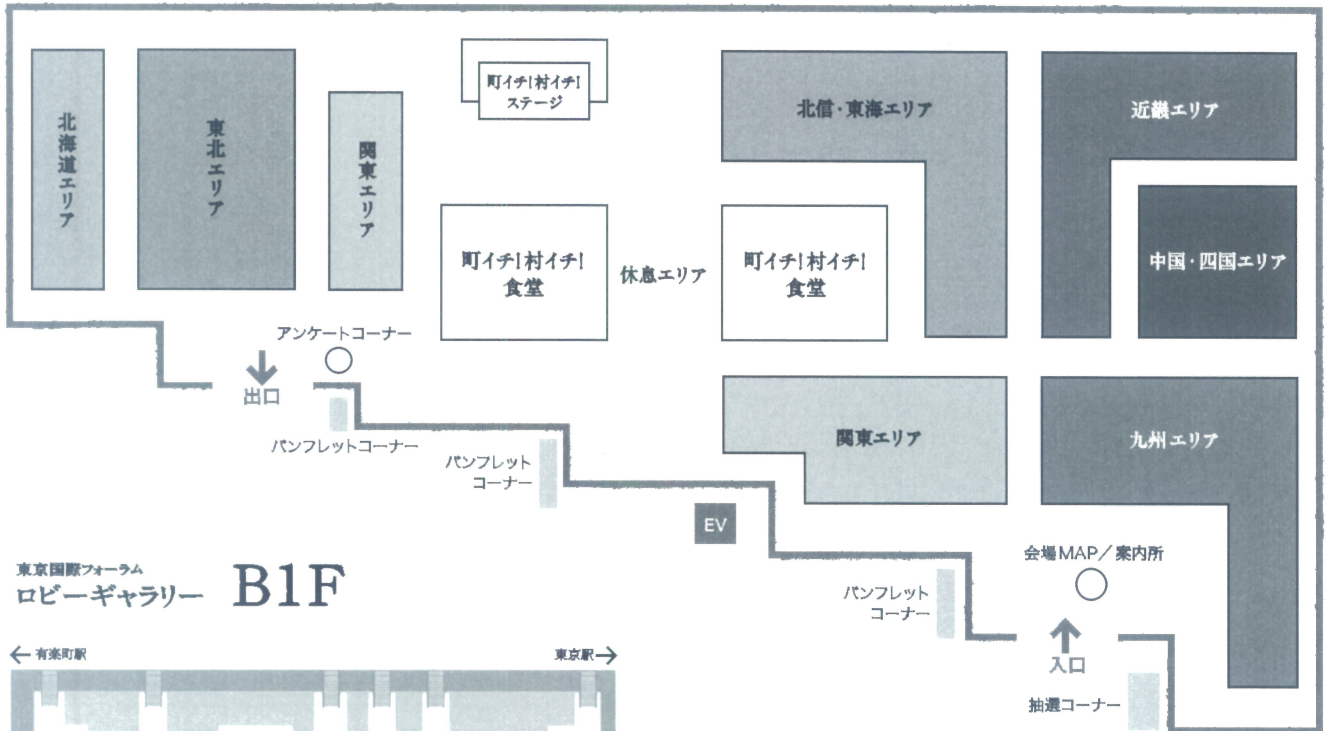 北海道エリア
東北エリア
関東エリア
町イチ!村イチ!
ステージ
北信・東海エリア
近畿エリア
町イチ!村イチ!
食堂
休息エリア
町イチ!村イチ!
食堂
中国・四国エリア
アンケートコーナー
出口
パンフレットコーナー
パンフレット
コーナー
関東エリア
九州エリア
EV
会場MAP/案内所
パンフレット
コーナー
入口
抽選コーナー
東京国際フォーラム
ロビーギャラリー B1F
← 有楽町駅
東京駅 →